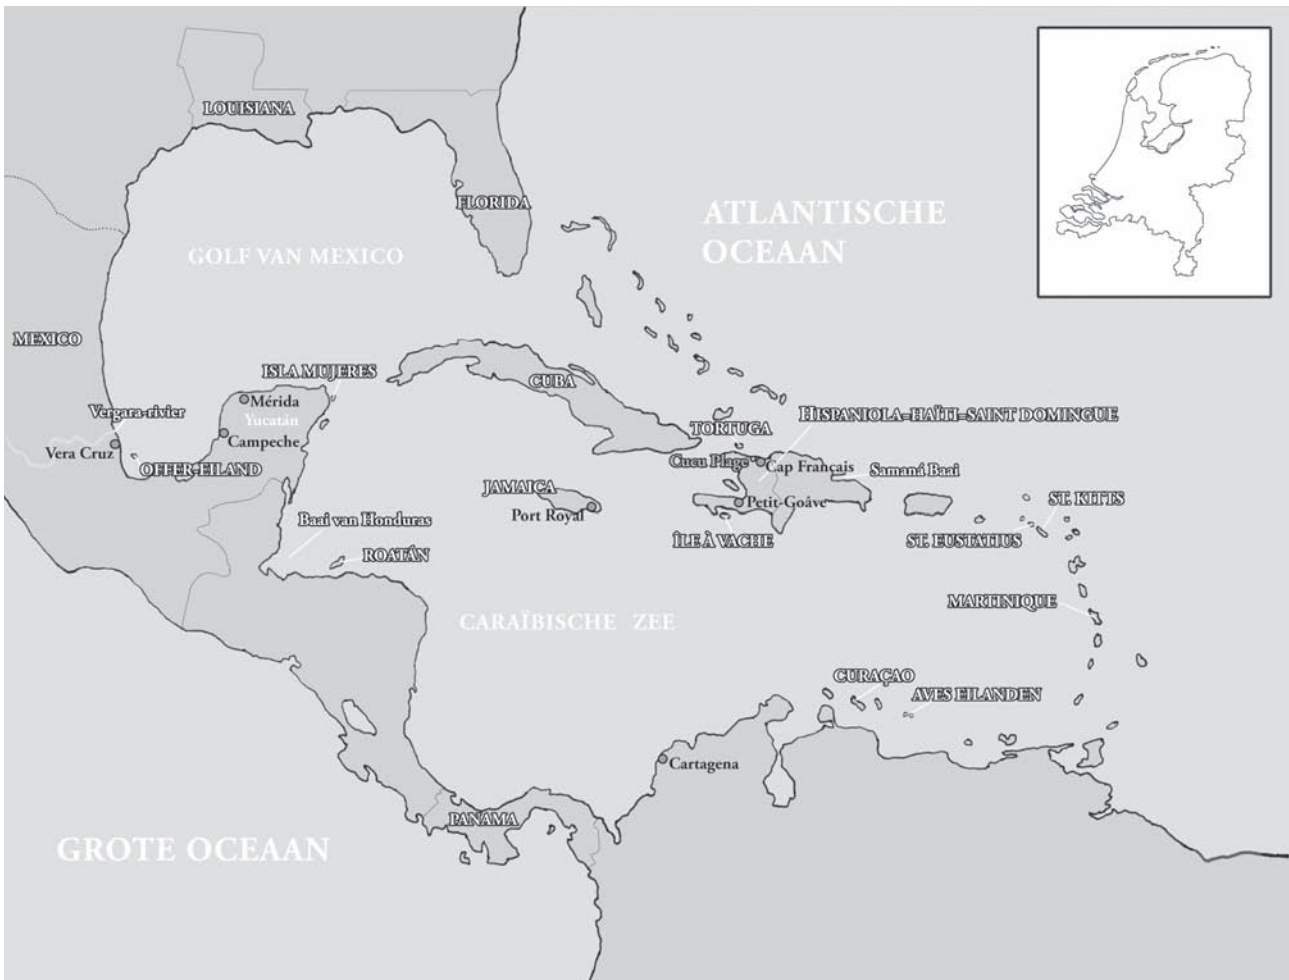 LOUISIANA
FLORIDA
ATLANTISCHE
OCEAAN
GOLF VAN MEXICO
MEXICO
ISLA MUJERES
CUBA
Mérida
Yucatán
Vergara-rivier
Campeche
Vera Cruz
OFFER-EILAND
HISPANIOLA=HAÏTI=SAINT DOMINGUE
TORTUGA
Cucu Plage
Cap Français
Samaná Baai
JAMAICA
Port Royal
Petit-Goâve
ST. KITTS
Baai van Honduras
ÎLE À VACHE
ST. EUSTATIUS
ROATÁN
MARTINIQUE
CARAÏBISCHE ZEE
CURAÇAO
AVES EILANDEN
Cartagena
PANAMA
GROTE OCEAAN